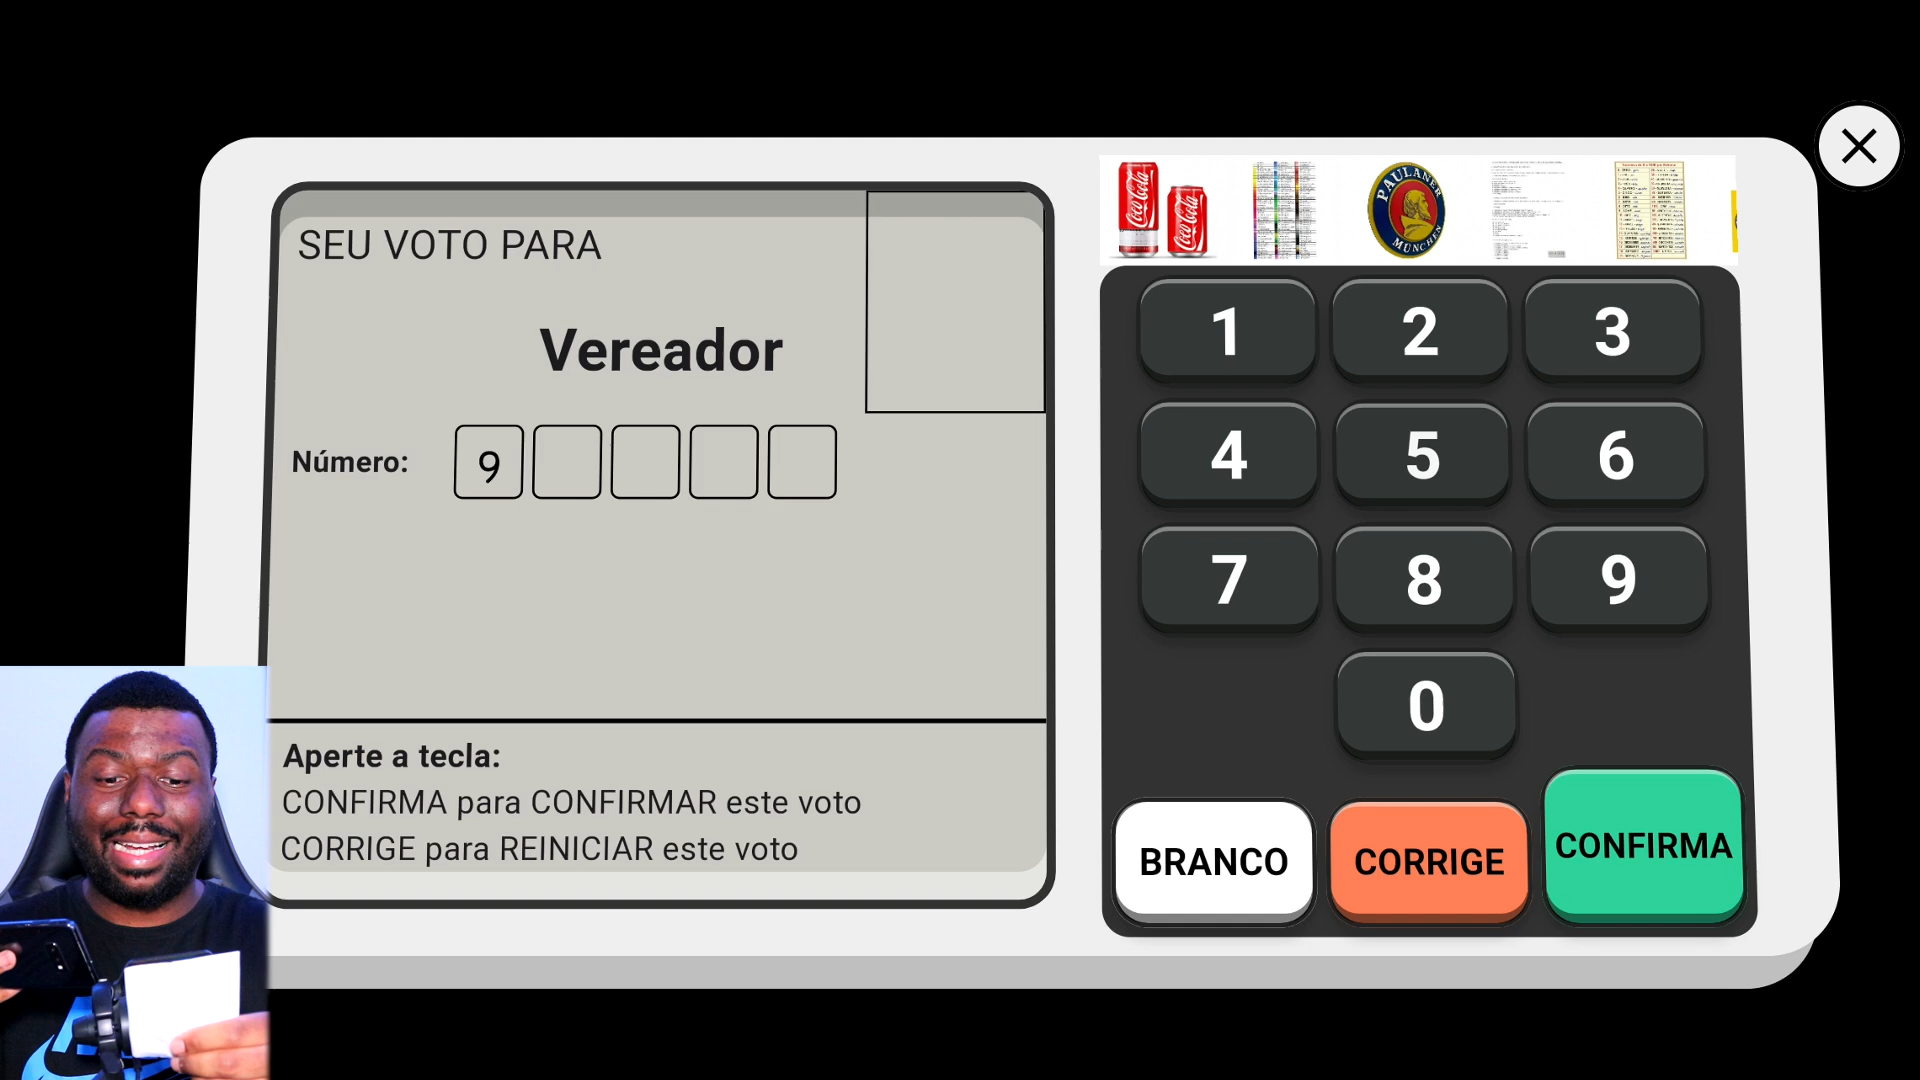 SEU VOTO PARA
Vereador
Número: 9
Aperte a tecla:
CONFIRMA para CONFIRMAR este voto
CORRIGE para REINICIAR este voto
Coca-Cola
Coca-Cola
PAULANER
MÜNCHEN
1 2 3
4 5 6
7 8 9
0
BRANCO CORRIGE CONFIRMA